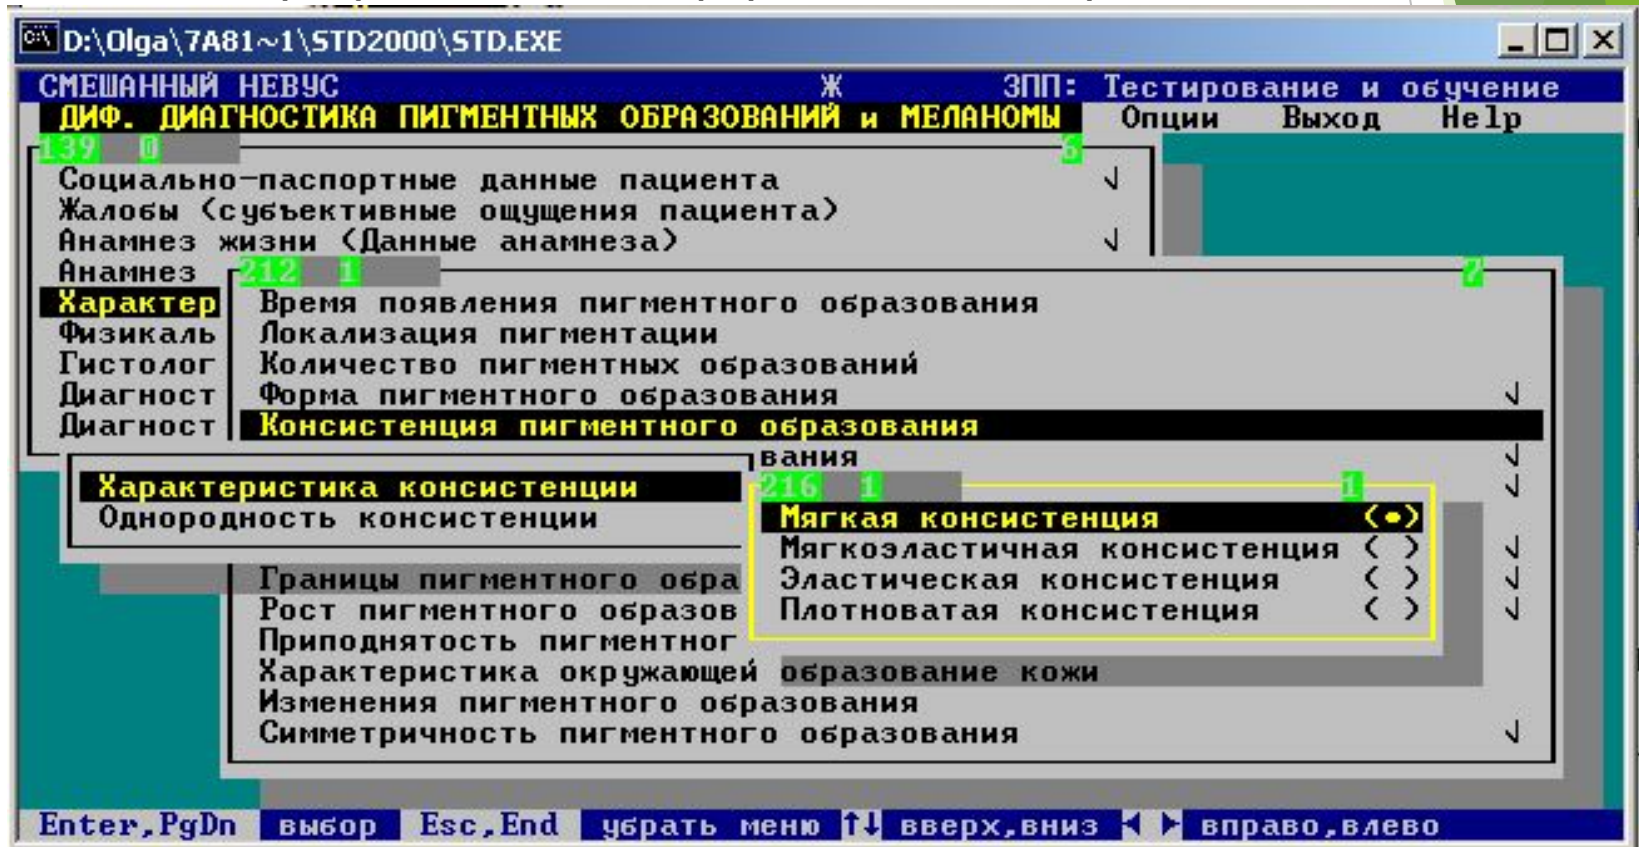 D:\Olga\7A81~1\STD2000\STD.EXE
СМЕШАННЫЙ НЕВУС Ж ЗПП: Тестирование и обучение
ДИФ. ДИАГНОСТИКА ПИГМЕНТНЫХ ОБРАЗОВАНИЙ и МЕЛАНОМЫ Опции Выход Help
139 0 6
Социально-паспортные данные пациента √
Жалобы (субъективные ощущения пациента)
Анамнез жизни (Данные анамнеза) √
Анамнез 212 1 7
Характер Время появления пигментного образования
Физикаль Локализация пигментации
Гистолог Количество пигментных образований
Диагност Форма пигментного образования √
Диагност Консистенция пигментного образования
вания √
Характеристика консистенции 216 1 1 √
Однородность консистенции Мягкая консистенция (•)
Мягкоэластичная консистенция ( ) √
Границы пигментного обра Эластическая консистенция ( ) √
Рост пигментного образов Плотноватая консистенция ( ) √
Приподнятость пигментног
Характеристика окружающей образование кожи
Изменения пигментного образования
Симметричность пигментного образования √
Enter,PgDn выбор Esc,End убрать меню ↑↓ вверх,вниз ◄ ► вправо,влево